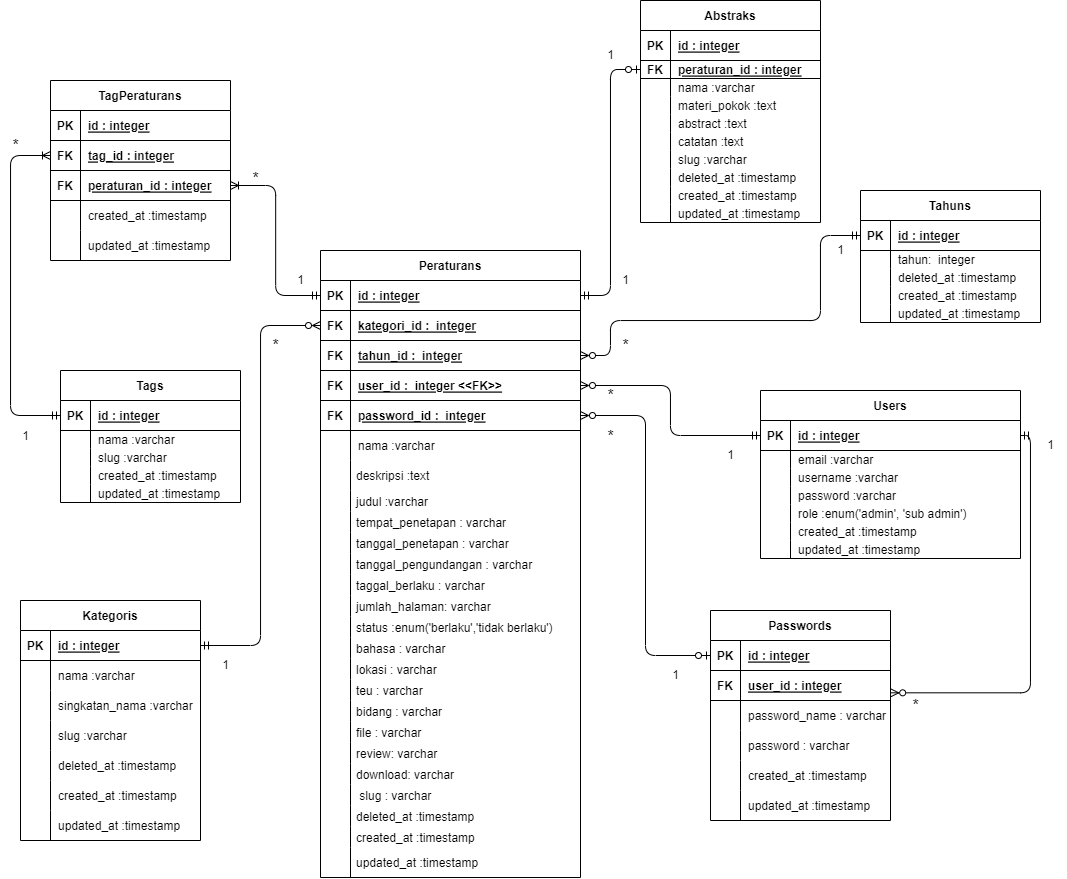 Abstraks
PK id : integer
FK peraturan_id : integer
nama :varchar
materi_pokok :text
abstract :text
catatan :text
slug :varchar
deleted_at :timestamp
created_at :timestamp
updated_at :timestamp
1
TagPeraturans
PK id : integer
FK tag_id : integer
FK peraturan_id : integer
created_at :timestamp
updated_at :timestamp
*
*
Tahuns
PK id : integer
tahun: integer
deleted_at :timestamp
created_at :timestamp
updated_at :timestamp
1
Peraturans
PK id : integer
FK kategori_id : integer
FK tahun_id : integer
FK user_id : integer <<FK>>
FK password_id : integer
nama :varchar
deskripsi :text
judul :varchar
tempat_penetapan : varchar
tanggal_penetapan : varchar
tanggal_pengundangan : varchar
taggal_berlaku : varchar
jumlah_halaman: varchar
status :enum('berlaku','tidak berlaku')
bahasa : varchar
lokasi : varchar
teu : varchar
bidang : varchar
file : varchar
review: varchar
download: varchar
slug : varchar
deleted_at :timestamp
created_at :timestamp
updated_at :timestamp
1
1
*
*
*
*
Tags
PK id : integer
nama :varchar
slug :varchar
created_at :timestamp
updated_at :timestamp
1
Users
PK id : integer
email :varchar
username :varchar
password :varchar
role :enum('admin', 'sub admin')
created_at :timestamp
updated_at :timestamp
1
1
Kategoris
PK id : integer
nama :varchar
singkatan_nama :varchar
slug :varchar
deleted_at :timestamp
created_at :timestamp
updated_at :timestamp
1
Passwords
PK id : integer
FK user_id : integer
password_name : varchar
password : varchar
created_at :timestamp
updated_at :timestamp
1
*